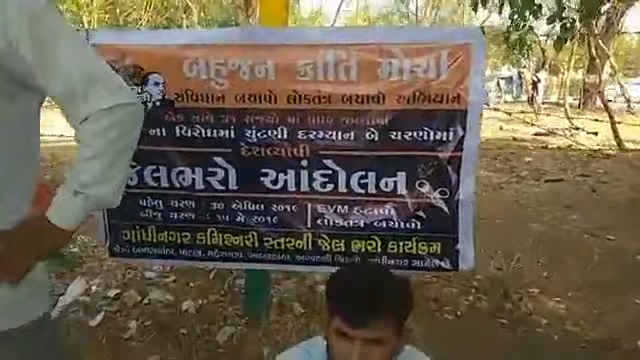 બહુજન ક્રાંતિ મોર્ચા
સંવિધાન બચાવો લોકતંત્ર બચાવો અભિયાન
ના વિરોધમાં ચુંટણી દરમ્યાન બે ચરણોમાં
દેશવ્યાપી
જેલભરો આંદોલન
પહેલુ ચરણ : ૩૦ એપ્રિલ ૨૦૧૯
EVM હટાવો
બીજુ ચરણ : ૧૫ મે ૨૦૧૯
લોકતંત્ર બચાવો
ગાંધીનગર કમિશ્નરી સ્તરની જેલ ભરો કાર્યક્રમ